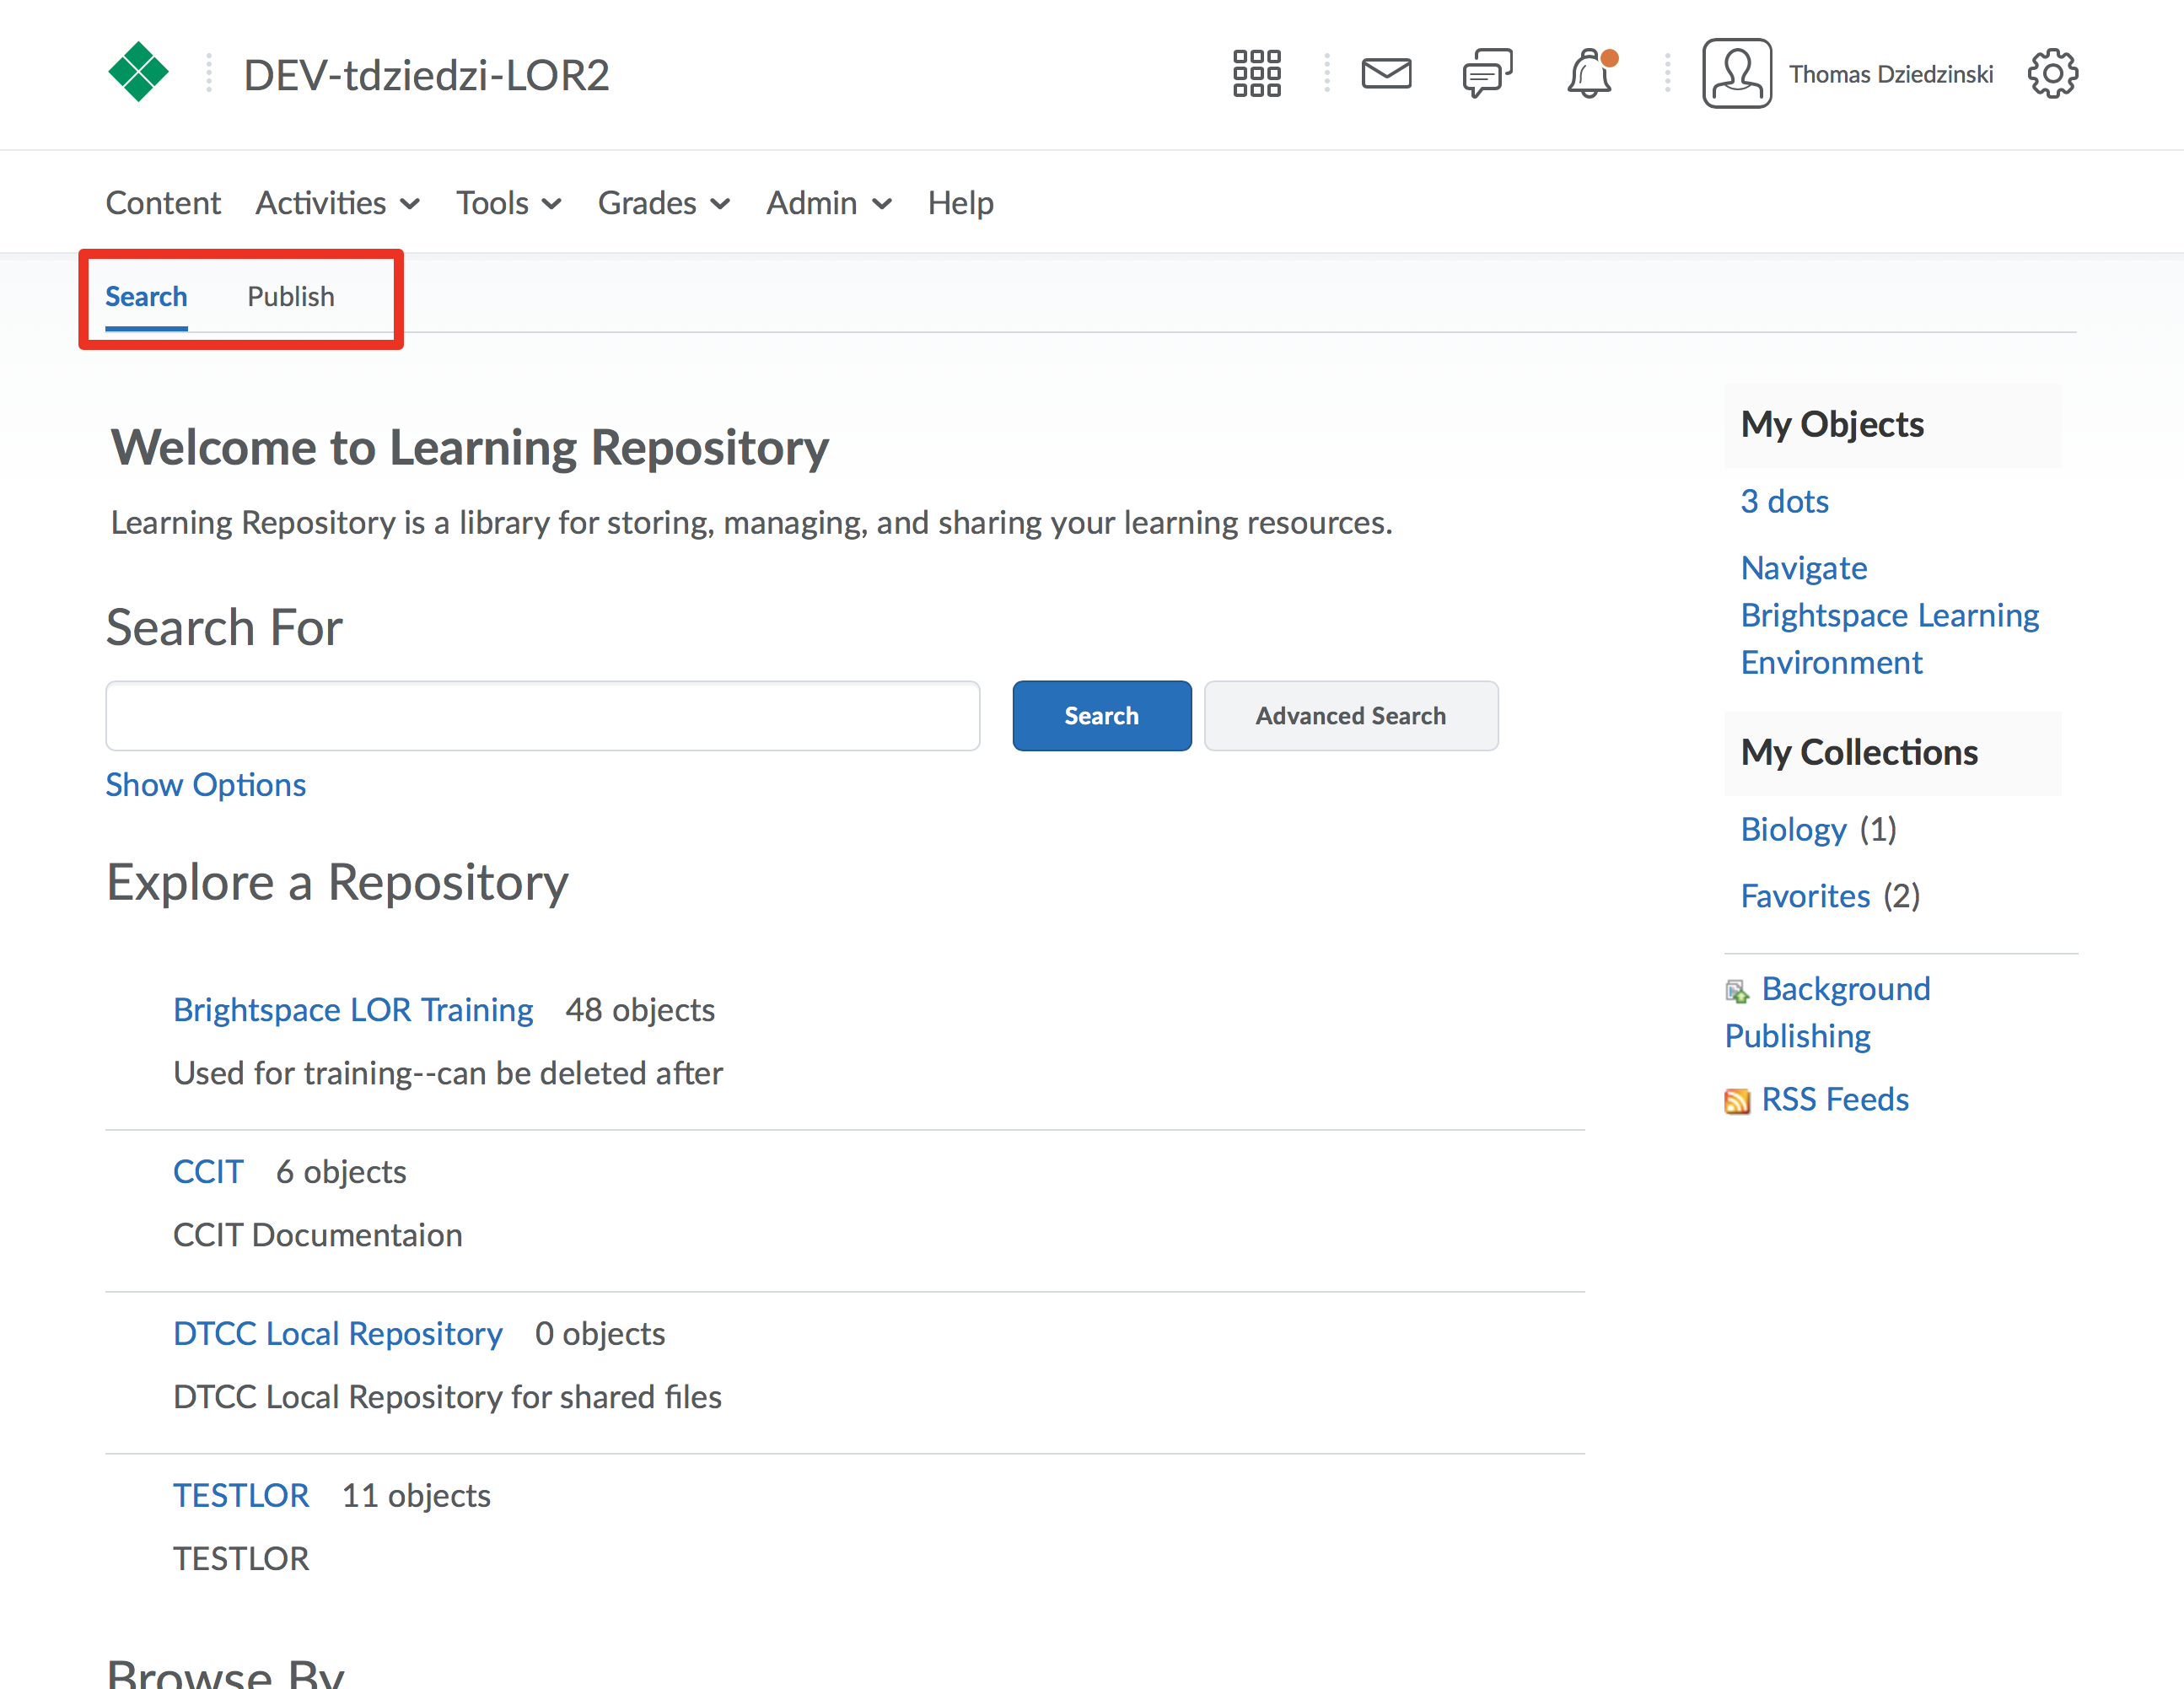 DEV-tdziedzi-LOR2
Thomas Dziedzinski
Content Activities Tools Grades Admin Help
Search Publish
Welcome to Learning Repository
Learning Repository is a library for storing, managing, and sharing your learning resources.
Search For
Search Advanced Search
Show Options
Explore a Repository
Brightspace LOR Training 48 objects
Used for training--can be deleted after
CCIT 6 objects
CCIT Documentaion
DTCC Local Repository 0 objects
DTCC Local Repository for shared files
TESTLOR 11 objects
TESTLOR
Browse By
My Objects
3 dots
Navigate
Brightspace Learning
Environment
My Collections
Biology (1)
Favorites (2)
Background
Publishing
RSS Feeds